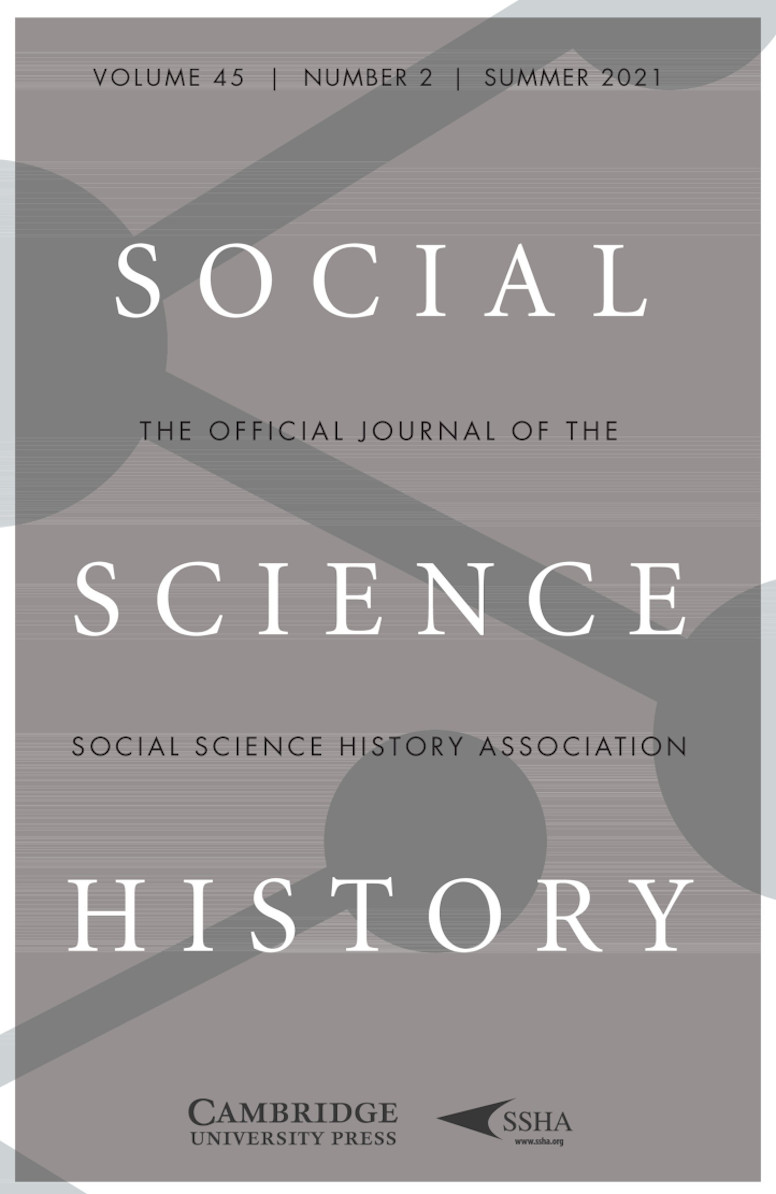 VOLUME 45 | NUMBER 2 | SUMMER 2021
SOCIAL
THE OFFICIAL JOURNAL OF THE
SCIENCE
SOCIAL SCIENCE HISTORY ASSOCIATION
HISTORY
CAMBRIDGE
UNIVERSITY PRESS
SSHA
www.ssha.org